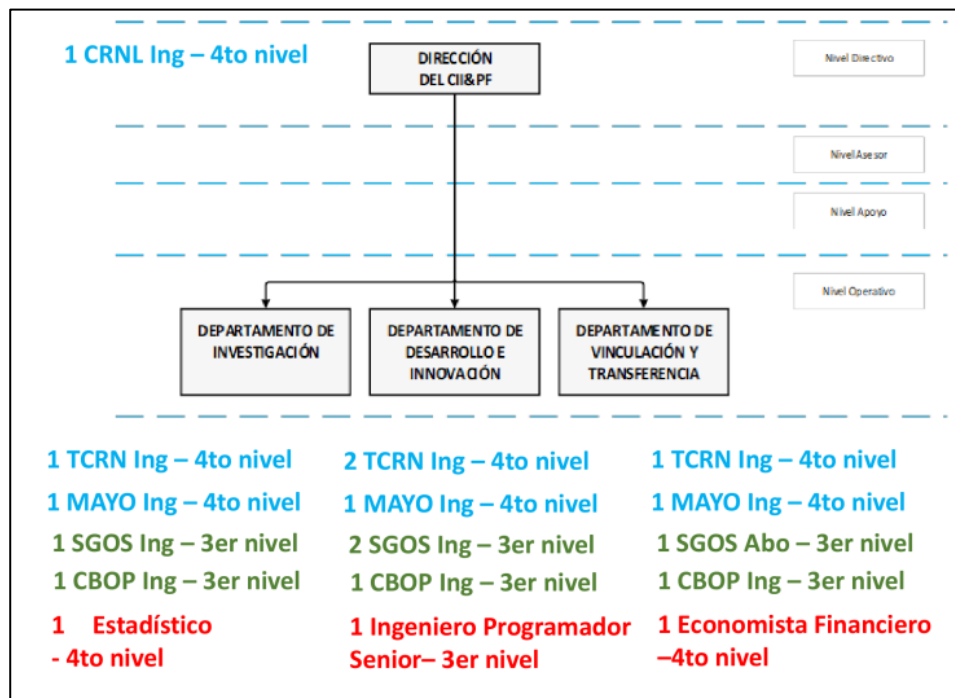 1 CRNL Ing – 4to nivel
DIRECCIÓN
DEL CII&PF
Nivel Directivo
Nivel Asesor
Nivel Apoyo
Nivel Operativo
DEPARTAMENTO DE
INVESTIGACIÓN
DEPARTAMENTO DE
DESARROLLO E
INNOVACIÓN
DEPARTAMENTO DE
VINCULACIÓN Y
TRANSFERENCIA
1 TCRN Ing – 4to nivel
1 MAYO Ing – 4to nivel
1 SGOS Ing – 3er nivel
1 CBOP Ing – 3er nivel
1 Estadístico
- 4to nivel
2 TCRN Ing – 4to nivel
1 MAYO Ing – 4to nivel
2 SGOS Ing – 3er nivel
1 CBOP Ing – 3er nivel
1 Ingeniero Programador
Senior– 3er nivel
1 TCRN Ing – 4to nivel
1 MAYO Ing – 4to nivel
1 SGOS Abo – 3er nivel
1 CBOP Ing – 3er nivel
1 Economista Financiero
–4to nivel